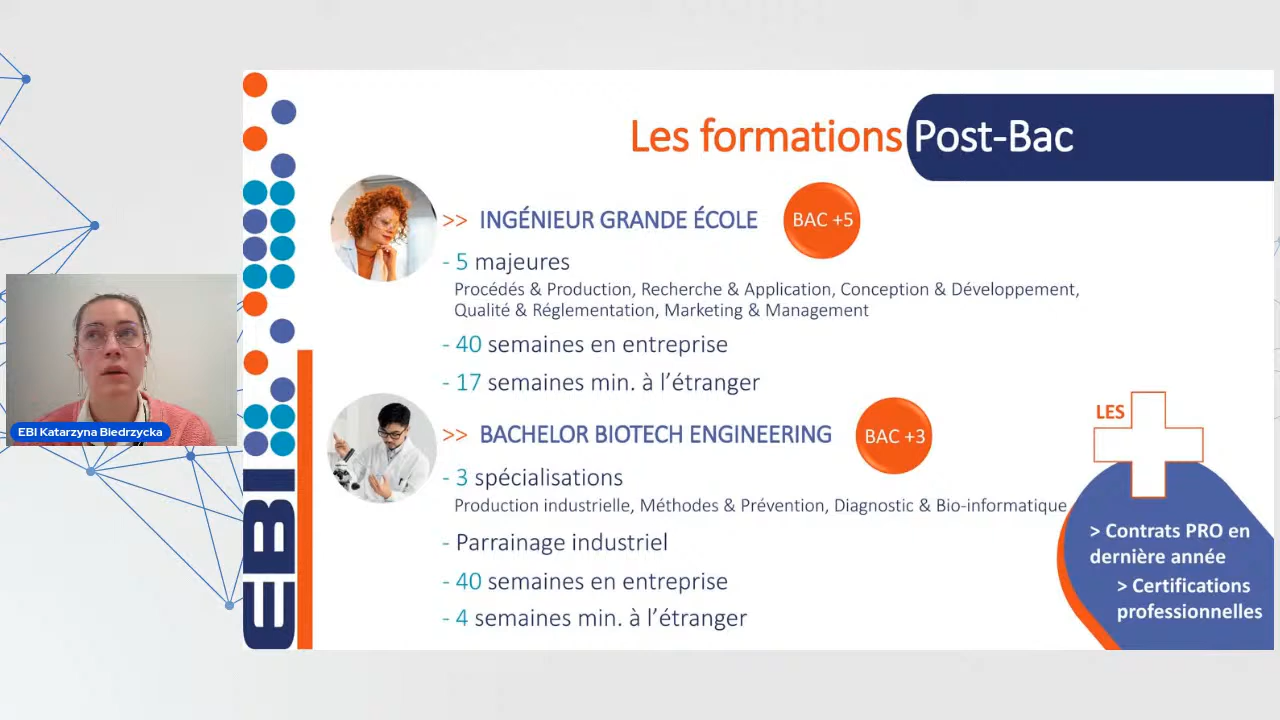 Les formations Post-Bac
>> INGÉNIEUR GRANDE ÉCOLE
BAC +5
- 5 majeures
Procédés & Production, Recherche & Application, Conception & Développement,
Qualité & Réglementation, Marketing & Management
- 40 semaines en entreprise
- 17 semaines min. à l’étranger
>> BACHELOR BIOTECH ENGINEERING
BAC +3
- 3 spécialisations
Production industrielle, Méthodes & Prévention, Diagnostic & Bio-informatique
- Parrainage industriel
- 40 semaines en entreprise
- 4 semaines min. à l’étranger
LES
> Contrats PRO en
dernière année
> Certifications
professionnelles
EBI
EBI Katarzyna Biedrzycka